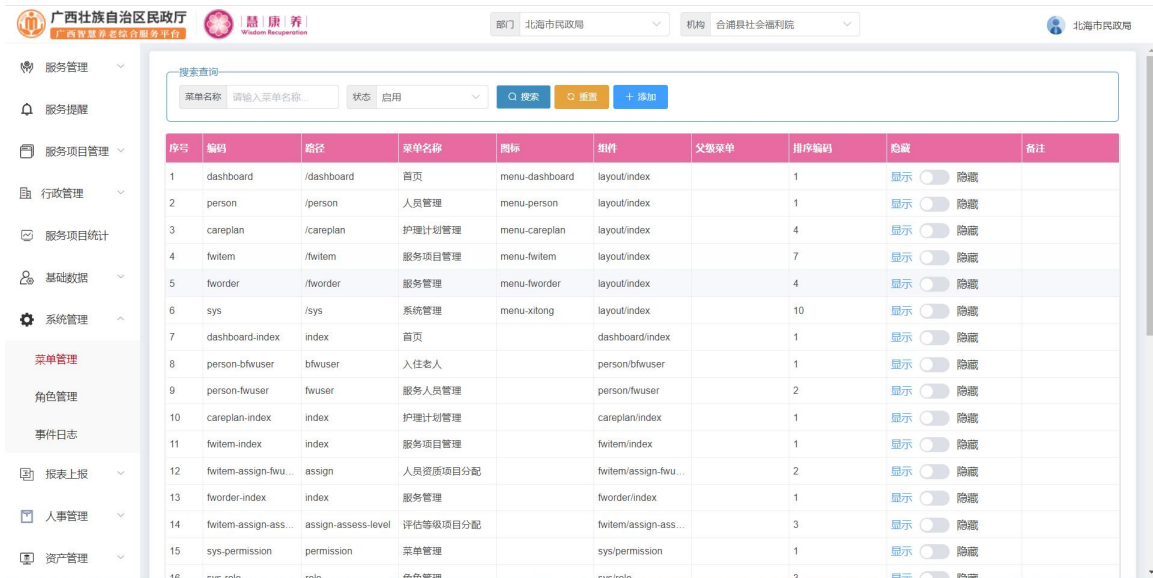 广西壮族自治区民政厅
广西智慧养老综合服务平台
慧康养
Wisdom Recuperation
部门 北海市民政局 机构 合浦县社会福利院 北海市民政局
服务管理
服务提醒
服务项目管理
行政管理
服务项目统计
基础数据
系统管理
菜单管理
角色管理
事件日志
报表上报
人事管理
资产管理
搜索查询
菜单名称 请输入菜单名称... 状态 启用 搜索 重置 + 添加
序号 编码 路径 菜单名称 图标 组件 父级菜单 排序编码 隐藏 备注
1 dashboard /dashboard 首页 menu-dashboard layout/index 1 显示 隐藏
2 person /person 人员管理 menu-person layout/index 1 显示 隐藏
3 careplan /careplan 护理计划管理 menu-careplan layout/index 4 显示 隐藏
4 fwitem /fwitem 服务项目管理 menu-fwitem layout/index 7 显示 隐藏
5 fworder /fworder 服务管理 menu-fworder layout/index 4 显示 隐藏
6 sys /sys 系统管理 menu-xitong layout/index 10 显示 隐藏
7 dashboard-index index 首页 dashboard/index 1 显示 隐藏
8 person-bfwuser bfwuser 入住老人 person/bfwuser 1 显示 隐藏
9 person-fwuser fwuser 服务人员管理 person/fwuser 2 显示 隐藏
10 careplan-index index 护理计划管理 careplan/index 1 显示 隐藏
11 fwitem-index index 服务项目管理 fwitem/index 1 显示 隐藏
12 fwitem-assign-fwu... assign 人员资质项目分配 fwitem/assign-fwu... 2 显示 隐藏
13 fworder-index index 服务管理 fworder/index 1 显示 隐藏
14 fwitem-assign-ass... assign-assess-level 评估等级项目分配 fwitem/assign-ass... 3 显示 隐藏
15 sys-permission permission 菜单管理 sys/permission 1 显示 隐藏
16 sys-role role 角色管理 sys/role 显示 隐藏